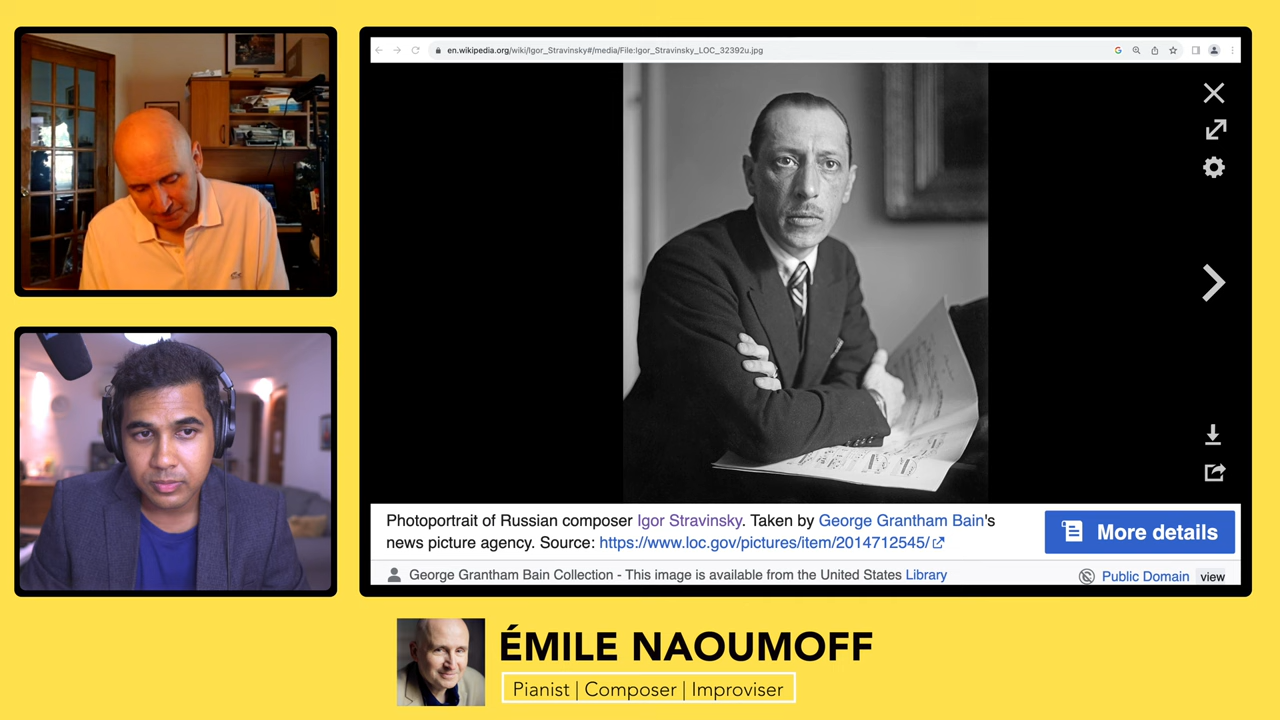 en.wikipedia.org/wiki/Igor_Stravinsky#/media/File:Igor_Stravinsky_LOC_32392u.jpg
Photoportrait of Russian composer Igor Stravinsky. Taken by George Grantham Bain's
news picture agency. Source: https://www.loc.gov/pictures/item/2014712545/
More details
George Grantham Bain Collection - This image is available from the United States Library
Public Domain view
ÉMILE NAOUMOFF
Pianist | Composer | Improviser